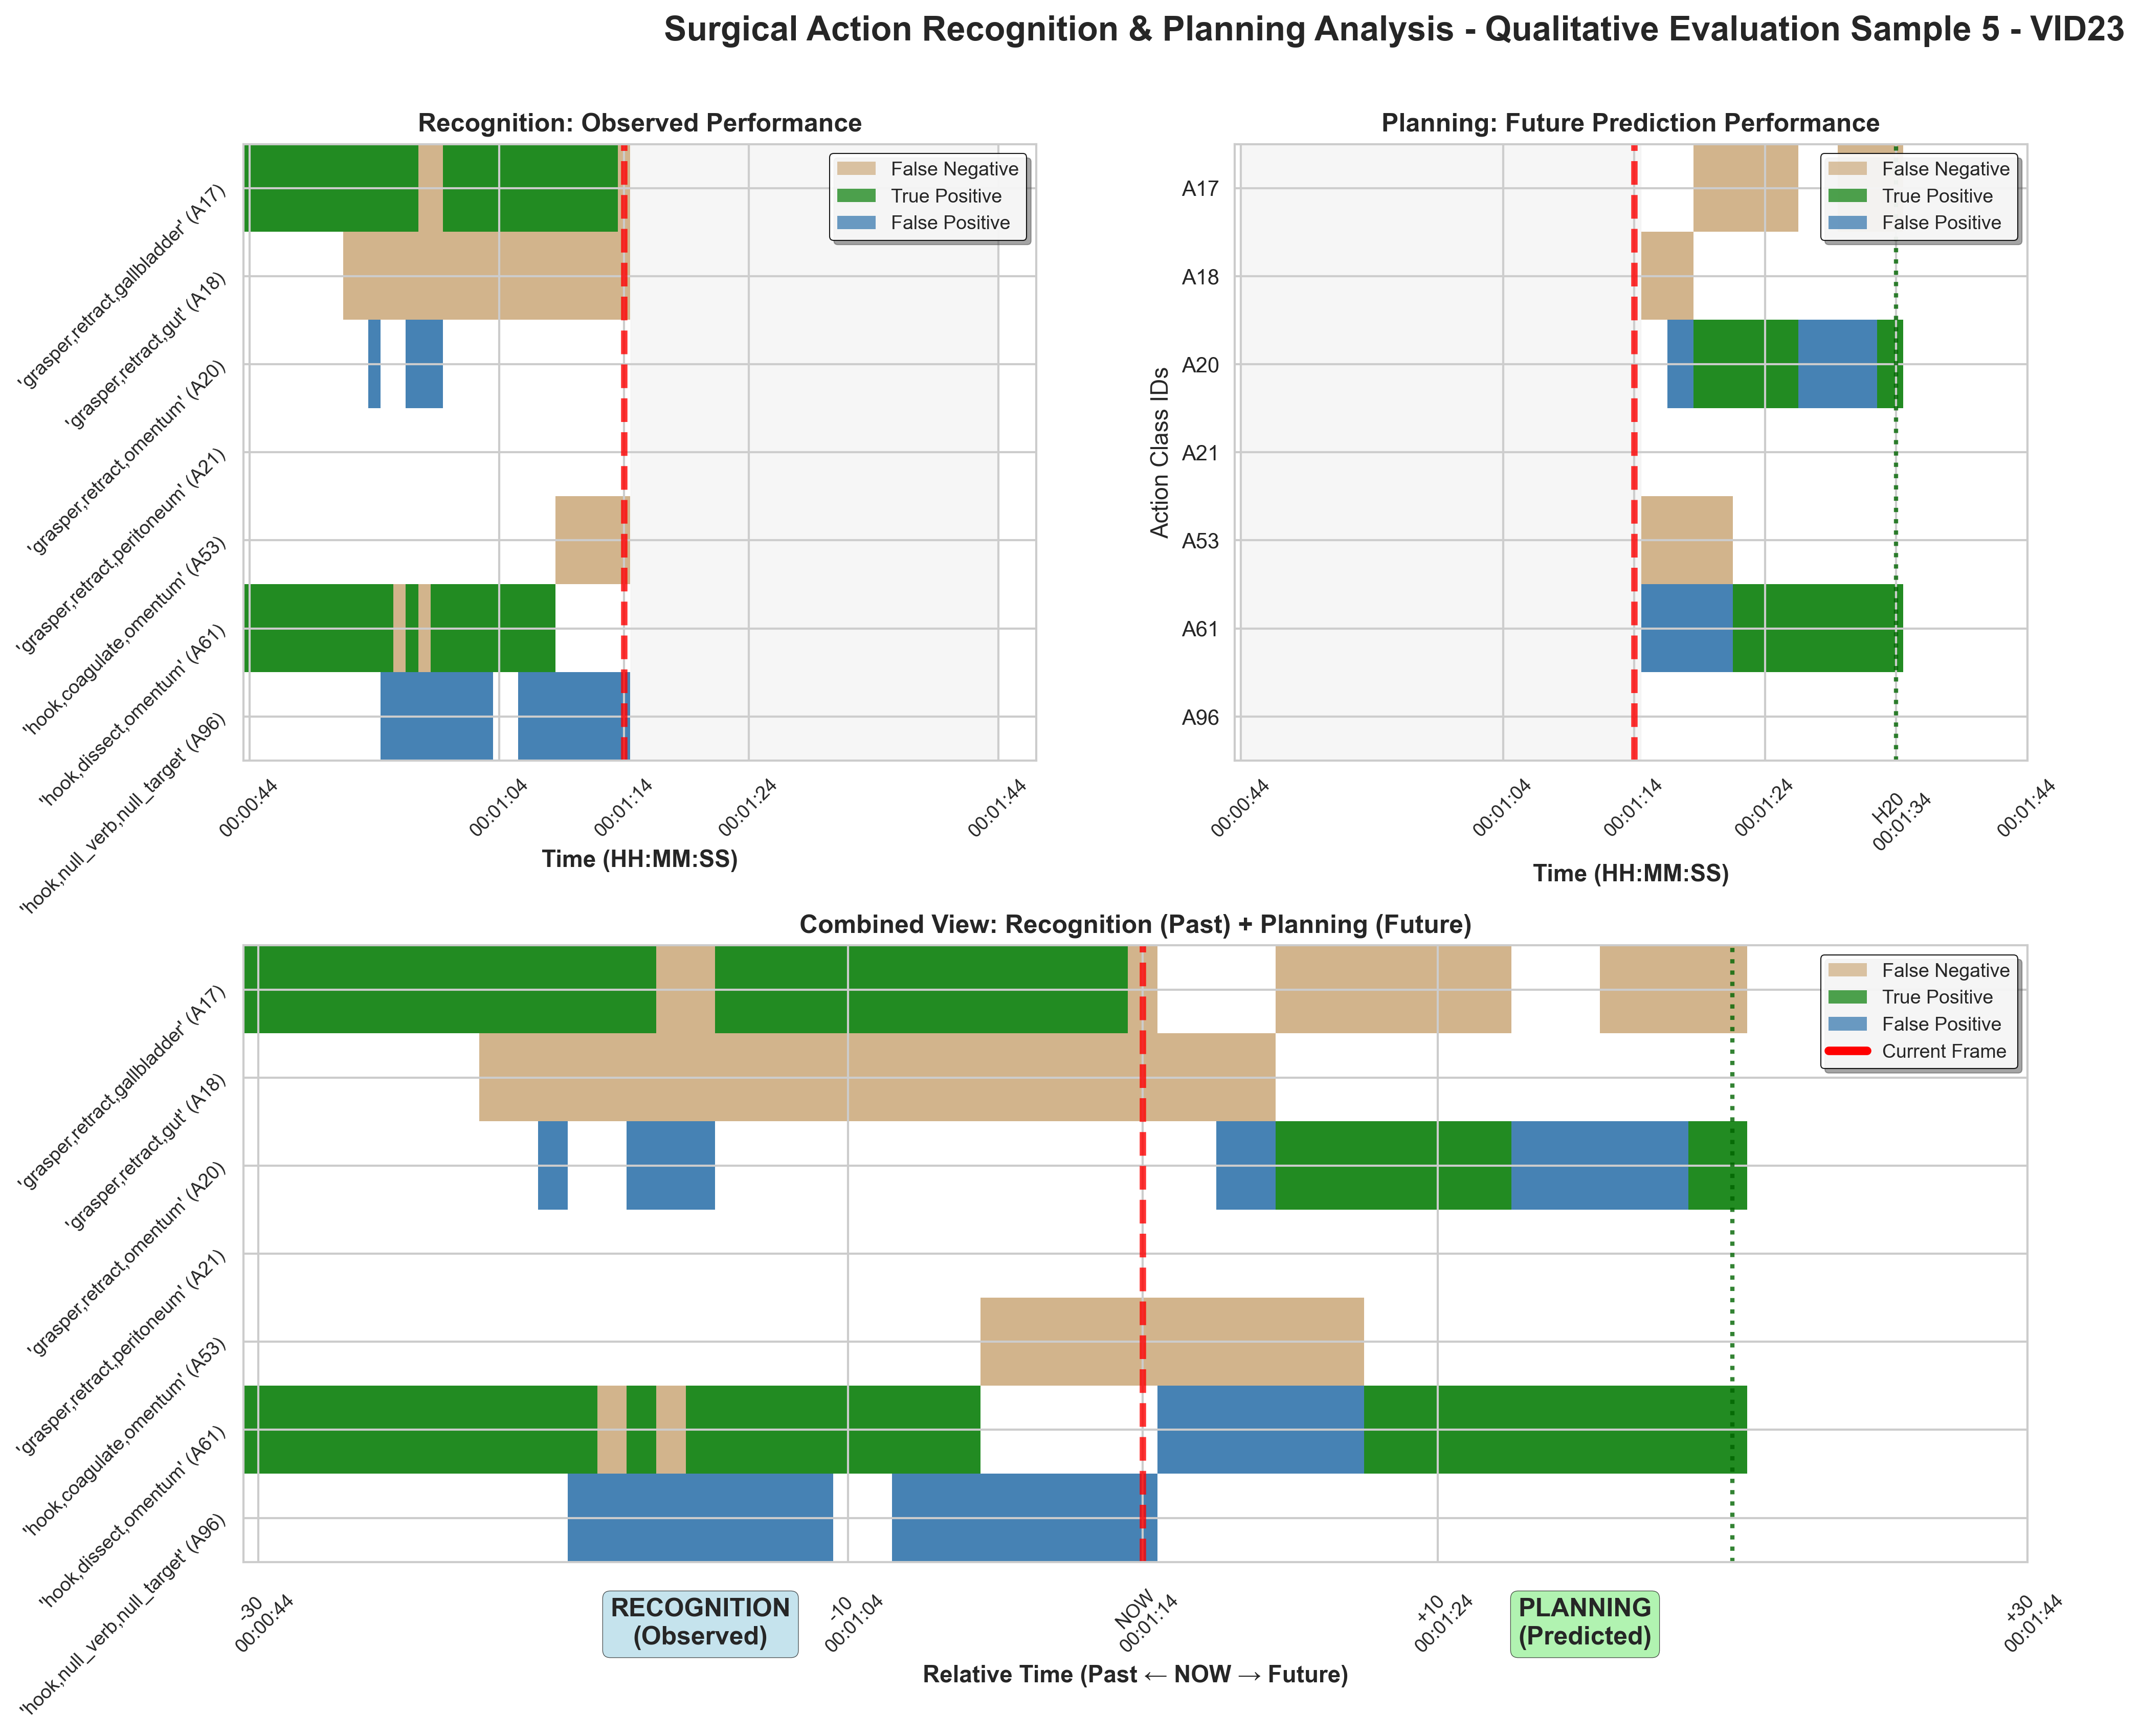 Surgical Action Recognition & Planning Analysis - Qualitative Evaluation Sample 5 - VID23
Recognition: Observed Performance
False Negative
True Positive
False Positive
'grasper,retract,gallbladder' (A17)
'grasper,retract,gut' (A18)
'grasper,retract,omentum' (A20)
'grasper,retract,peritoneum' (A21)
'hook,coagulate,omentum' (A53)
'hook,dissect,omentum' (A61)
'hook,null_verb,null_target' (A96)
00:00:44
00:01:04
00:01:14
00:01:24
00:01:44
Time (HH:MM:SS)
Planning: Future Prediction Performance
False Negative
True Positive
False Positive
Action Class IDs
A17
A18
A20
A21
A53
A61
A96
00:00:44
00:01:04
00:01:14
00:01:24
H20
00:01:34
00:01:44
Time (HH:MM:SS)
Combined View: Recognition (Past) + Planning (Future)
False Negative
True Positive
False Positive
Current Frame
'grasper,retract,gallbladder' (A17)
'grasper,retract,gut' (A18)
'grasper,retract,omentum' (A20)
'grasper,retract,peritoneum' (A21)
'hook,coagulate,omentum' (A53)
'hook,dissect,omentum' (A61)
'hook,null_verb,null_target' (A96)
-30
00:00:44
RECOGNITION
(Observed)
-10
00:01:04
NOW
00:01:14
+10
00:01:24
PLANNING
(Predicted)
+30
00:01:44
Relative Time (Past ← NOW → Future)